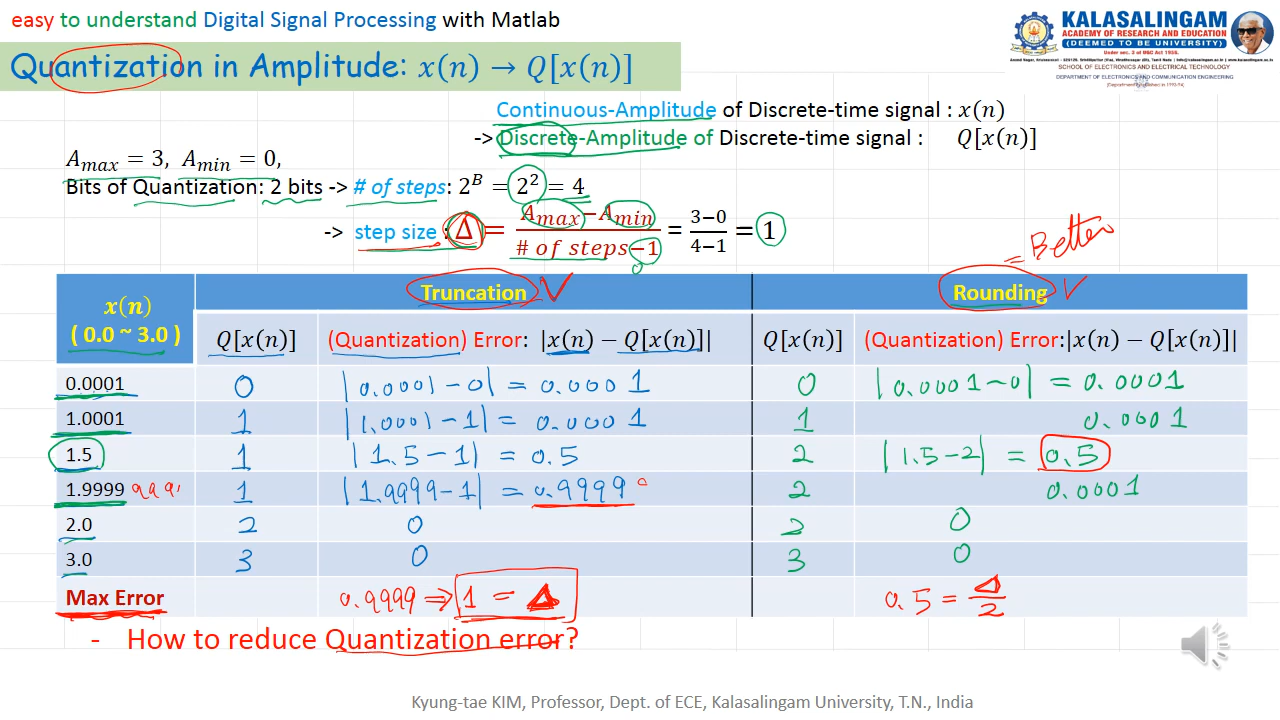 easy to understand Digital Signal Processing with Matlab
KALASALINGAM
ACADEMY OF RESEARCH AND EDUCATION
(DEEMED TO BE UNIVERSITY)
Under sec. 3 of UGC Act 1956.
SCHOOL OF ELECTRONICS AND ELECTRICAL TECHNOLOGY
DEPARTMENT OF ELECTRONICS AND COMMUNICATION ENGINEERING
Quantization in Amplitude: x(n) → Q[x(n)]
Continuous-Amplitude of Discrete-time signal : x(n)
-> Discrete-Amplitude of Discrete-time signal : Q[x(n)]
A_max = 3, A_min = 0,
Bits of Quantization: 2 bits -> # of steps: 2^B = 2^2 = 4
-> step size : Δ = (A_max − A_min)/(# of steps−1) = (3−0)/(4−1) = 1
= Better
x(n) ( 0.0 ~ 3.0 ) Truncation Rounding
Q[x(n)] (Quantization) Error: |x(n) − Q[x(n)]| Q[x(n)] (Quantization) Error:|x(n) − Q[x(n)]|
0.0001 0 |0.0001 - 0| = 0.0001 0 |0.0001 - 0| = 0.0001
1.0001 1 |1.0001 - 1| = 0.0001 1 0.0001
1.5 1 |1.5 - 1| = 0.5 2 |1.5 - 2| = 0.5
1.9999 999 1 |1.9999 - 1| = 0.9999 2 0.0001
2.0 2 0 2 0
3.0 3 0 3 0
Max Error 0.9999 ⇒ 1 = Δ 0.5 = Δ/2
- How to reduce Quantization error?
Kyung-tae KIM, Professor, Dept. of ECE, Kalasalingam University, T.N., India